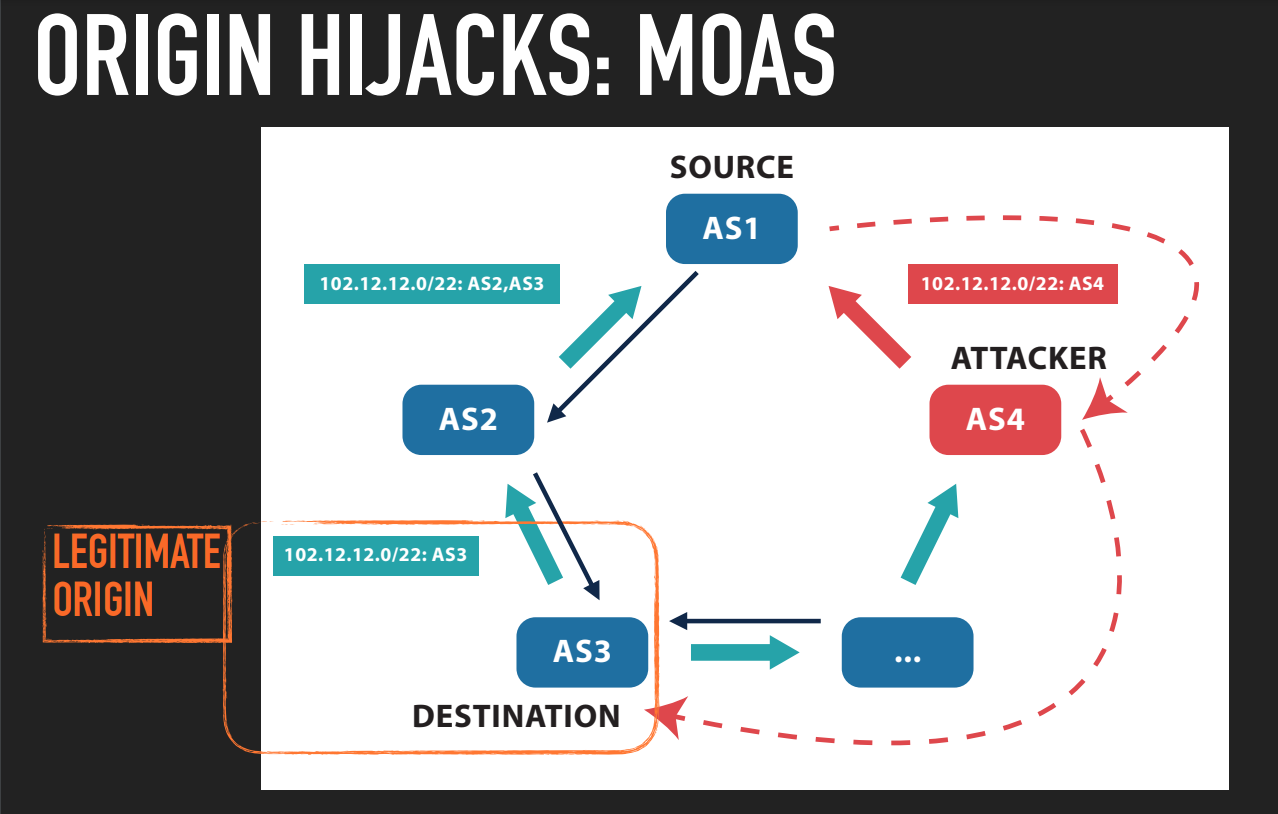 ORIGIN HIJACKS: MOAS
SOURCE
AS1
102.12.12.0/22: AS2,AS3
102.12.12.0/22: AS4
ATTACKER
AS2
AS4
LEGITIMATE
ORIGIN
102.12.12.0/22: AS3
AS3
...
DESTINATION